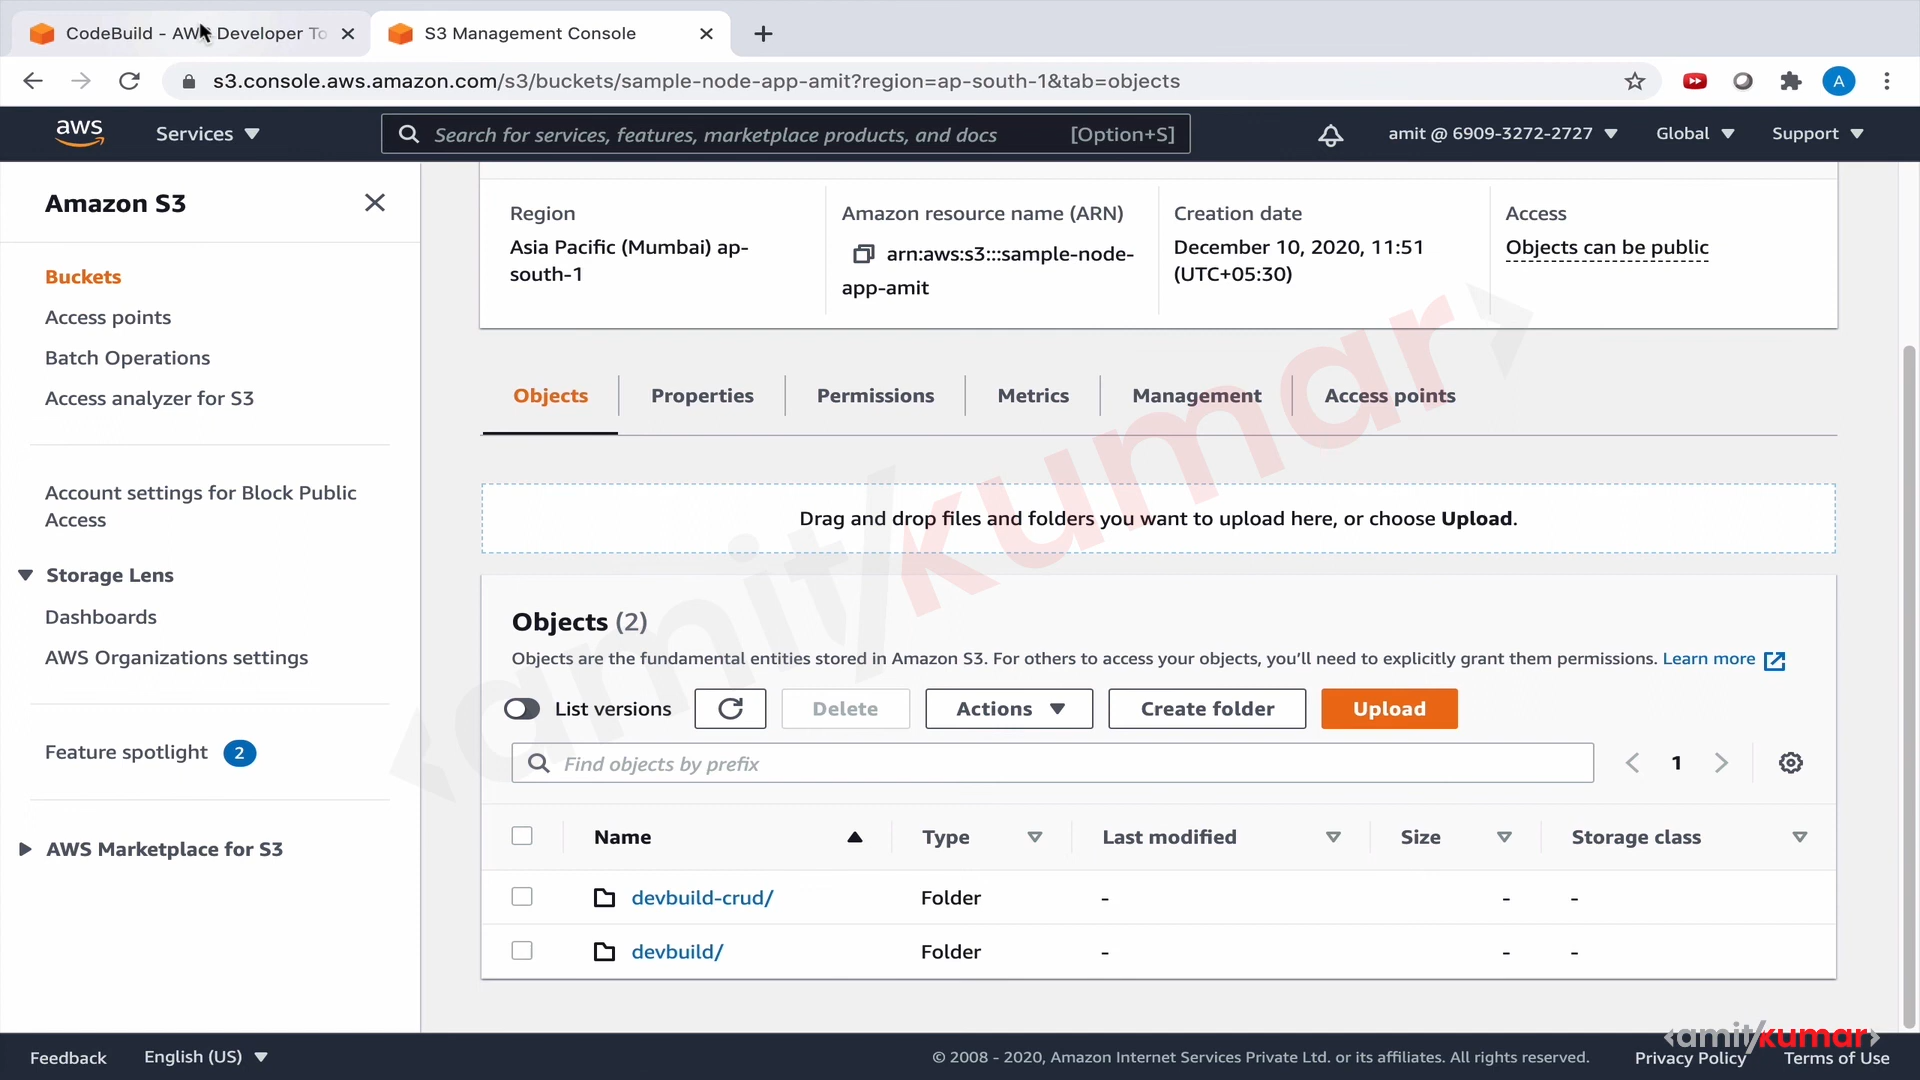 CodeBuild - AWS Developer To
S3 Management Console
s3.console.aws.amazon.com/s3/buckets/sample-node-app-amit?region=ap-south-1&tab=objects
A
aws
Services
Search for services, features, marketplace products, and docs
[Option+S]
amit @ 6909-3272-2727
Global
Support
Amazon S3
Buckets
Access points
Batch Operations
Access analyzer for S3
Account settings for Block Public
Access
Storage Lens
Dashboards
AWS Organizations settings
Feature spotlight 2
AWS Marketplace for S3
Region
Asia Pacific (Mumbai) ap-
south-1
Amazon resource name (ARN)
arn:aws:s3:::sample-node-
app-amit
Creation date
December 10, 2020, 11:51
(UTC+05:30)
Access
Objects can be public
Objects
Properties
Permissions
Metrics
Management
Access points
Drag and drop files and folders you want to upload here, or choose Upload.
Objects (2)
Objects are the fundamental entities stored in Amazon S3. For others to access your objects, you’ll need to explicitly grant them permissions. Learn more
List versions
Delete
Actions
Create folder
Upload
Find objects by prefix
1
Name
Type
Last modified
Size
Storage class
devbuild-crud/ Folder - - -
devbuild/ Folder - - -
<amit/kumar>
Feedback
English (US)
© 2008 - 2020, Amazon Internet Services Private Ltd. or its affiliates. All rights reserved.
Privacy Policy
Terms of Use
<amit/kumar>